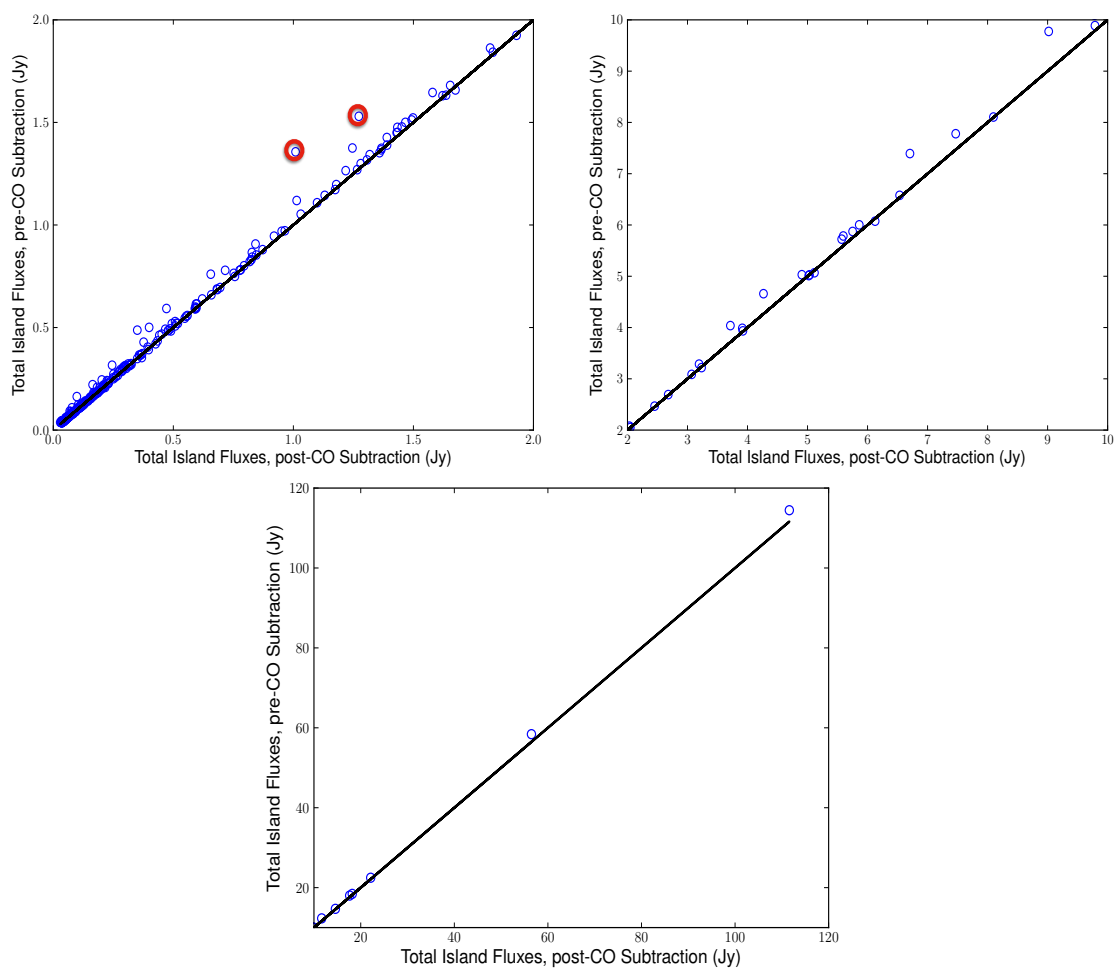 2.0
1.5
1.0
0.5
0.0
Total Island Fluxes, pre-CO Subtraction (Jy)
0.0 0.5 1.0 1.5 2.0
Total Island Fluxes, post-CO Subtraction (Jy)
10
9
8
7
6
5
4
3
2
Total Island Fluxes, pre-CO Subtraction (Jy)
2 3 4 5 6 7 8 9 10
Total Island Fluxes, post-CO Subtraction (Jy)
120
100
80
60
40
20
Total Island Fluxes, pre-CO Subtraction (Jy)
20 40 60 80 100 120
Total Island Fluxes, post-CO Subtraction (Jy)